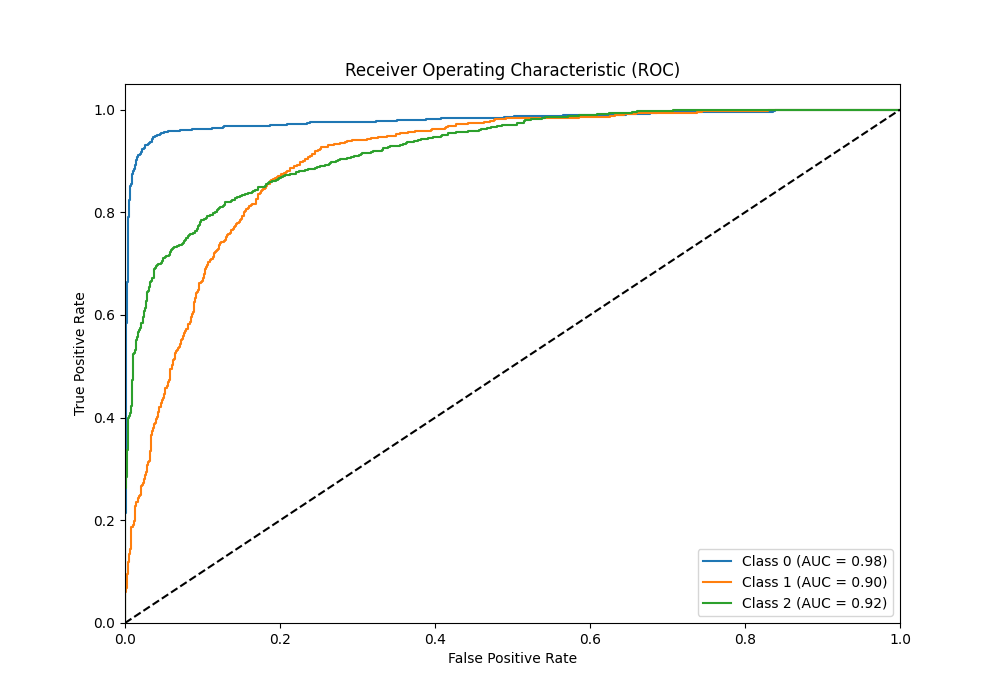 Receiver Operating Characteristic (ROC)
True Positive Rate
1.0
0.8
0.6
0.4
0.2
0.0
0.0 0.2 0.4 0.6 0.8 1.0
False Positive Rate
Class 0 (AUC = 0.98)
Class 1 (AUC = 0.90)
Class 2 (AUC = 0.92)